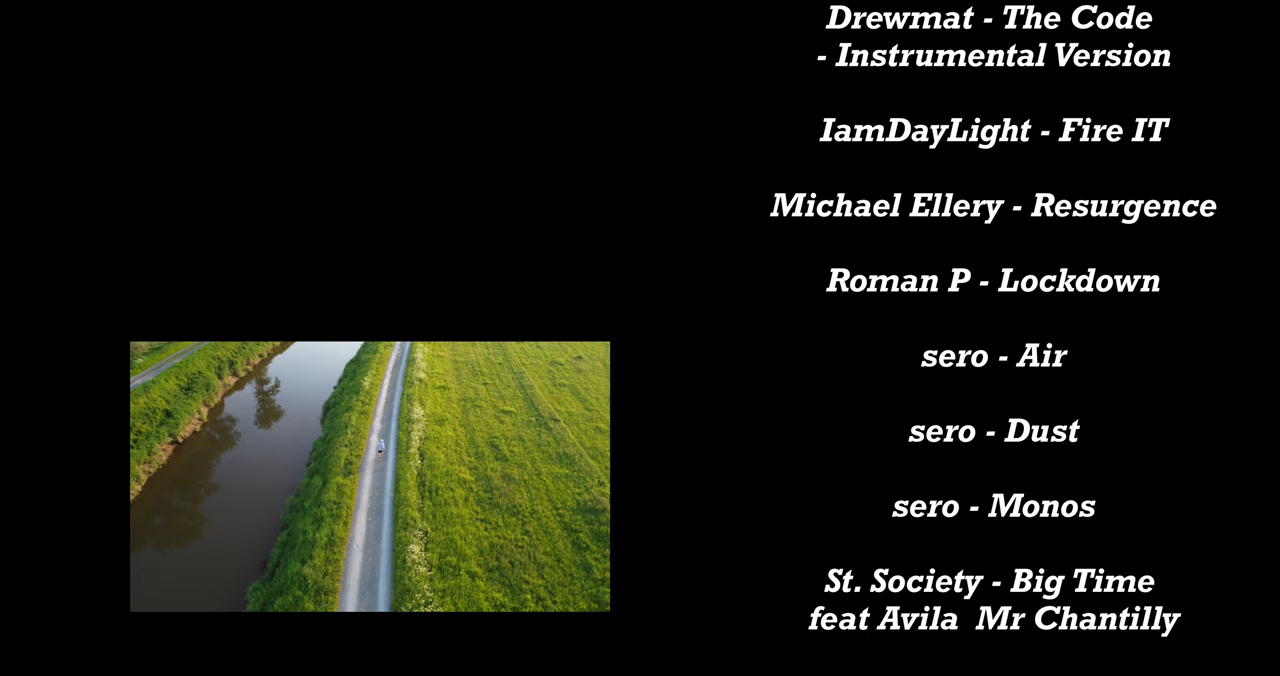 Drewmat - The Code
- Instrumental Version
IamDayLight - Fire IT
Michael Ellery - Resurgence
Roman P - Lockdown
sero - Air
sero - Dust
sero - Monos
St. Society - Big Time
feat Avila  Mr Chantilly